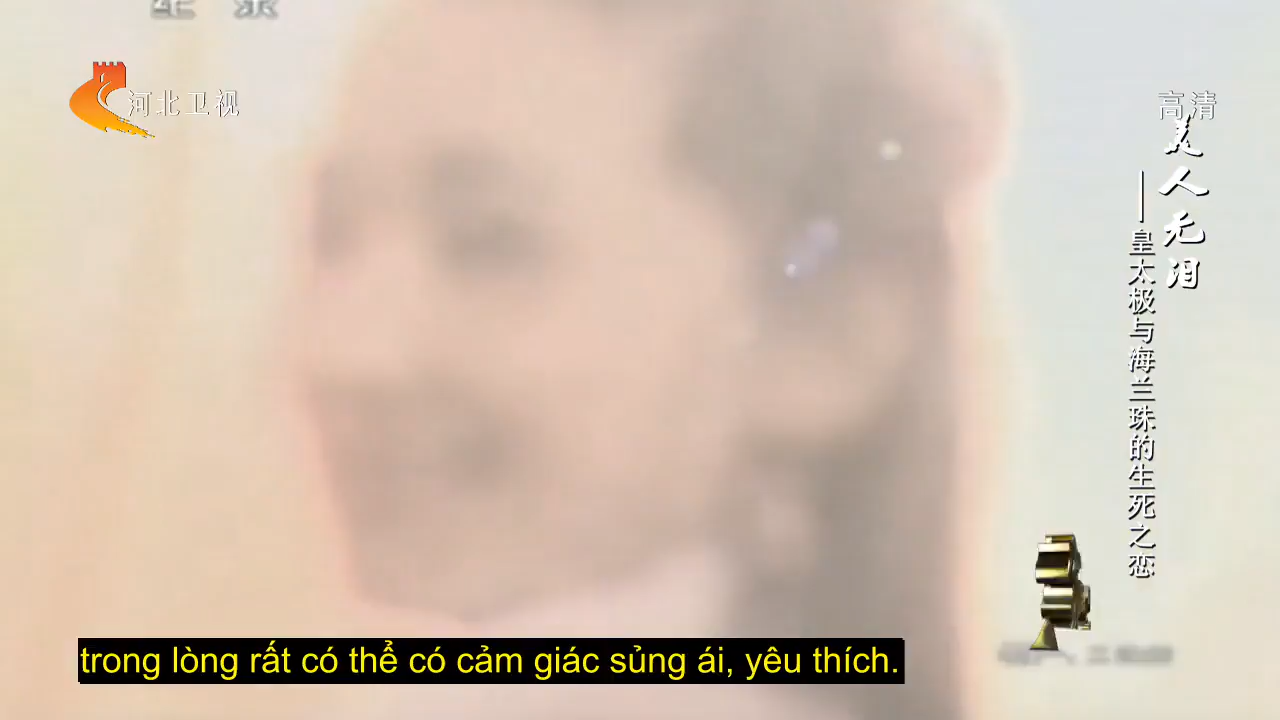 河北卫视
高清
美人无泪
——皇太极与海兰珠的生死之恋
trong lòng rất có thể có cảm giác sủng ái, yêu thích.